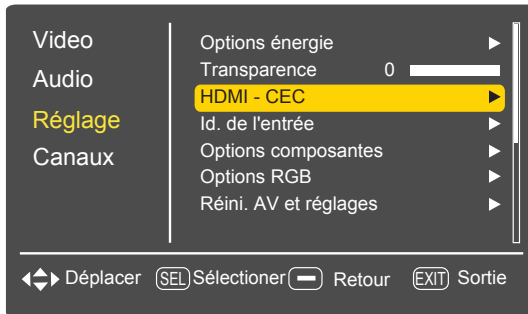 Video
Audio
Réglage
Canaux
Options énergie
Transparence 0
HDMI - CEC
Id. de l'entrée
Options composantes
Options RGB
Réini. AV et réglages
Déplacer SEL Sélectioner Retour EXIT Sortie